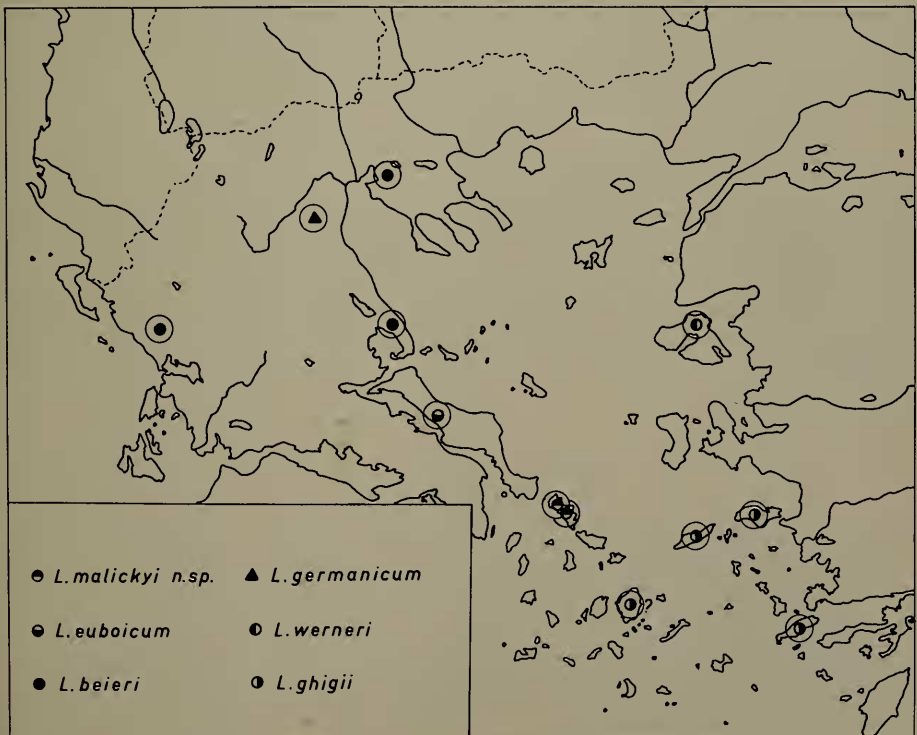 ?
L. malickyi n.sp.
L. germanicum
L. euboicum
L. werneri
L. beieri
L. ghigii